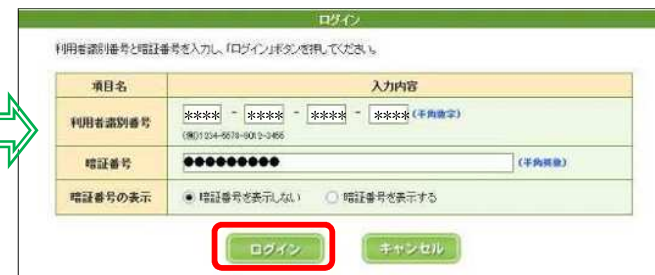 ログイン
利用者識別番号と暗証番号を入力し、「ログイン」ボタンを押してください。
項目名 入力内容
利用者識別番号 **** - **** - **** - **** (半角数字)
(例)1234-5678-9012-3456
暗証番号 ●●●●●●●●● (半角英数)
暗証番号の表示 暗証番号を表示しない 暗証番号を表示する
ログイン キャンセル